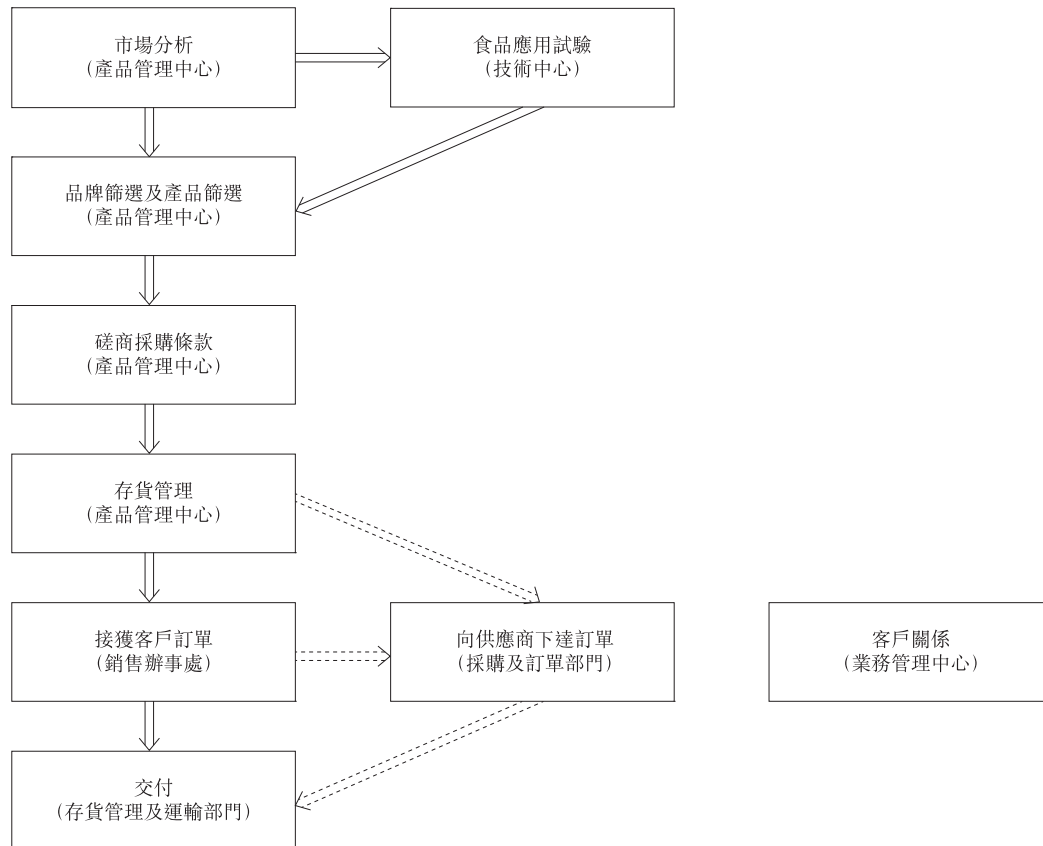 市場分析
（產品管理中心）
食品應用試驗
（技術中心）
品牌篩選及產品篩選
（產品管理中心）
磋商採購條款
（產品管理中心）
存貨管理
（產品管理中心）
接獲客戶訂單
（銷售辦事處）
向供應商下達訂單
（採購及訂單部門）
客戶關係
（業務管理中心）
交付
（存貨管理及運輸部門）